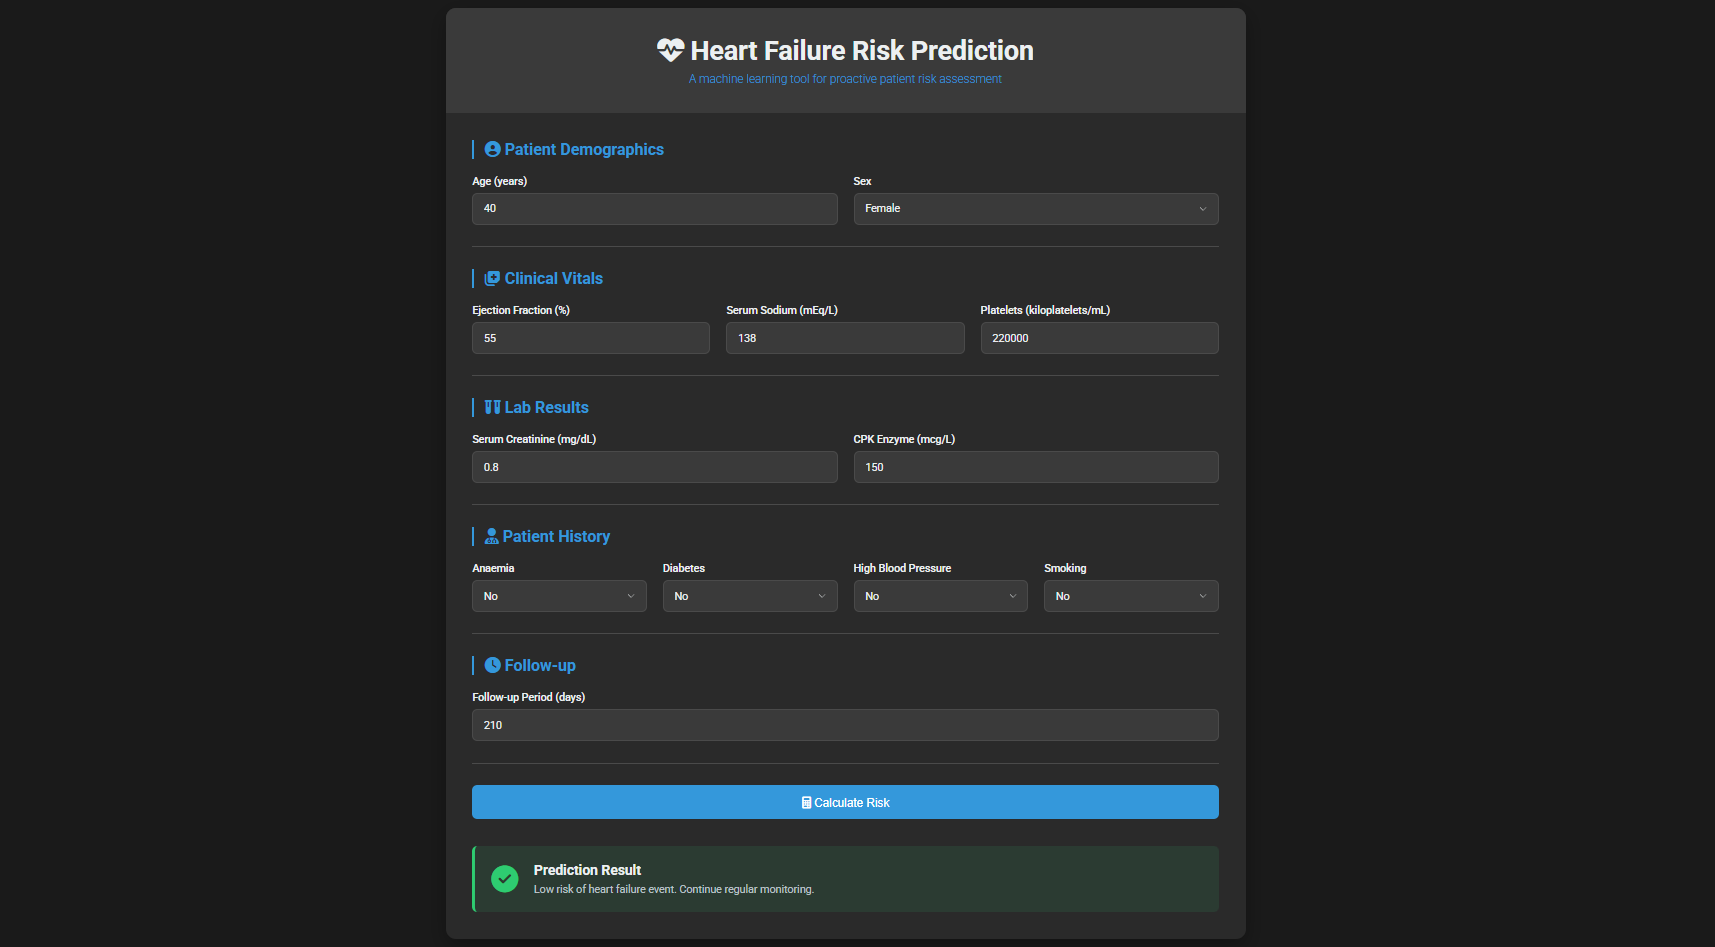 Heart Failure Risk Prediction
A machine learning tool for proactive patient risk assessment
Patient Demographics
Age (years)
Sex
40
Female
Clinical Vitals
Ejection Fraction (%)
Serum Sodium (mEq/L)
Platelets (kiloplatelets/mL)
55
138
220000
Lab Results
Serum Creatinine (mg/dL)
CPK Enzyme (mcg/L)
0.8
150
Patient History
Anaemia
Diabetes
High Blood Pressure
Smoking
No
No
No
No
Follow-up
Follow-up Period (days)
210
Calculate Risk
Prediction Result
Low risk of heart failure event. Continue regular monitoring.